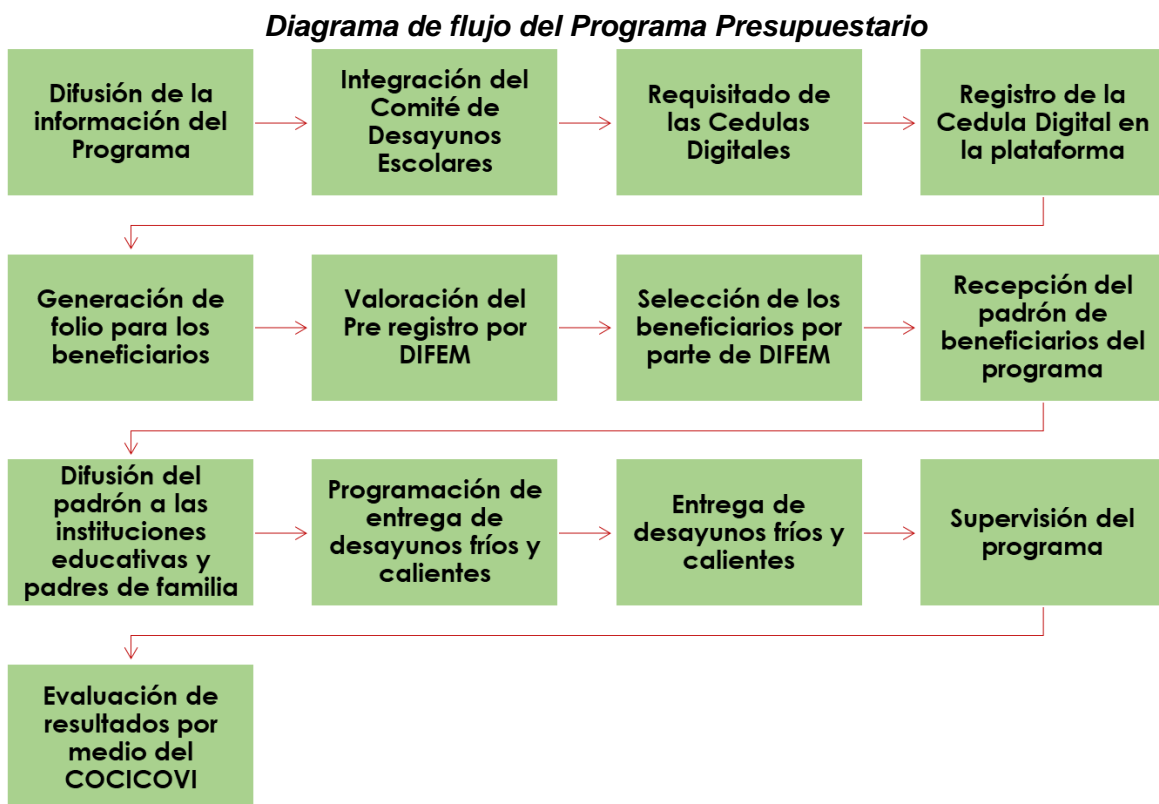 Diagrama de flujo del Programa Presupuestario
Difusión de la
información del
Programa
Integración del
Comité de
Desayunos
Escolares
Requisitado de
las Cedulas
Digitales
Registro de la
Cedula Digital en
la plataforma
Generación de
folio para los
beneficiarios
Valoración del
Pre registro por
DIFEM
Selección de los
beneficiarios por
parte de DIFEM
Recepción del
padrón de
beneficiarios del
programa
Difusión del
padrón a las
instituciones
educativas y
padres de familia
Programación de
entrega de
desayunos fríos y
calientes
Entrega de
desayunos fríos y
calientes
Supervisión del
programa
Evaluación de
resultados por
medio del
COCICOVI